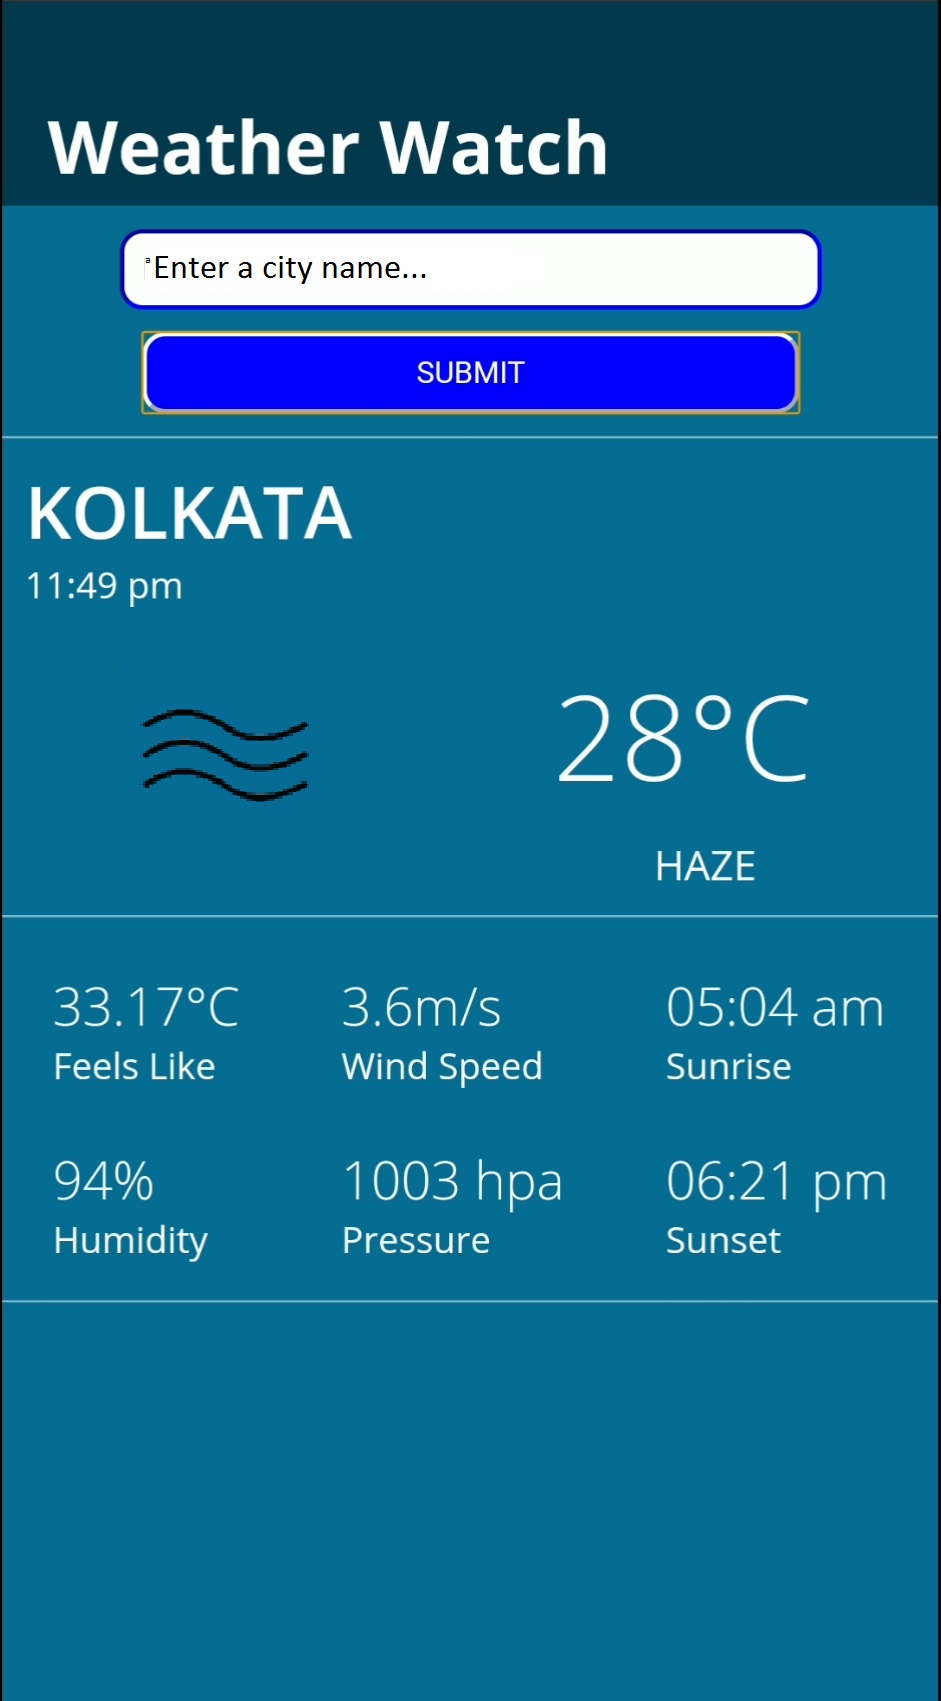 Weather Watch
Enter a city name...
SUBMIT
KOLKATA
11:49 pm
28°C
HAZE
33.17°C 3.6m/s 05:04 am
Feels Like Wind Speed Sunrise
94% 1003 hpa 06:21 pm
Humidity Pressure Sunset